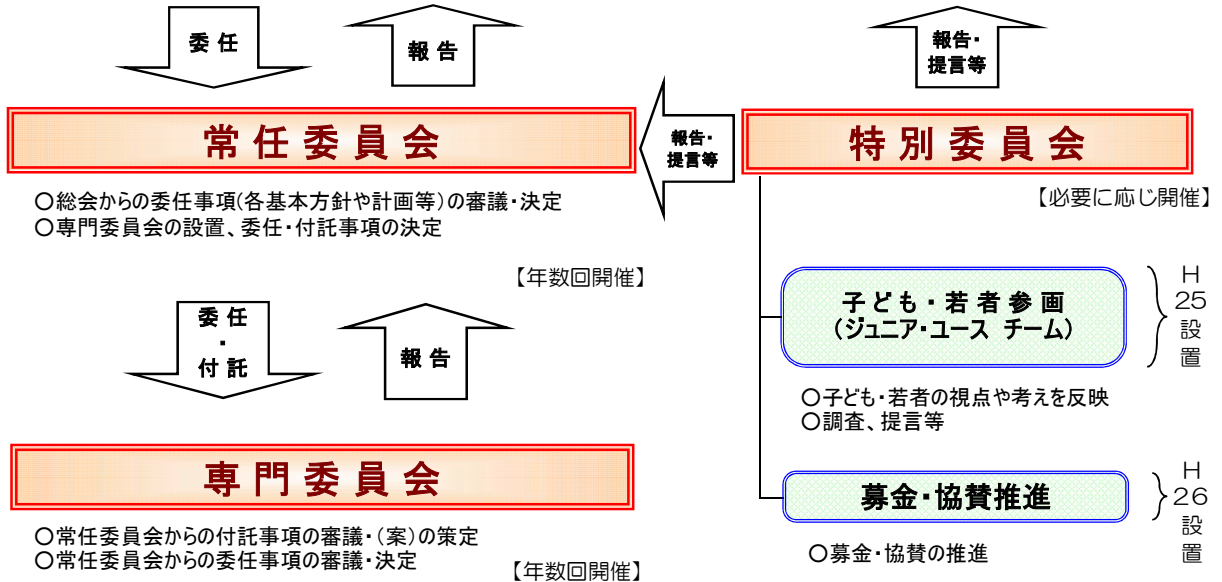 委 任
報 告
報告・
提言等
常 任 委 員 会
報告・
提言等
特 別 委 員 会
○総会からの委任事項(各基本方針や計画等)の審議・決定
○専門委員会の設置、委任・付託事項の決定
【年数回開催】
【必要に応じ開催】
委 任
・
付 託
報 告
子 ど も ・ 若 者 参 画
(ジュニア・ユース チーム)
H
25
設
置
○子ども・若者の視点や考えを反映
○調査、提言等
専 門 委 員 会
○常任委員会からの付託事項の審議・(案)の策定
○常任委員会からの委任事項の審議・決定
【年数回開催】
募金・協賛推進
H
26
設
置
○募金・協賛の推進